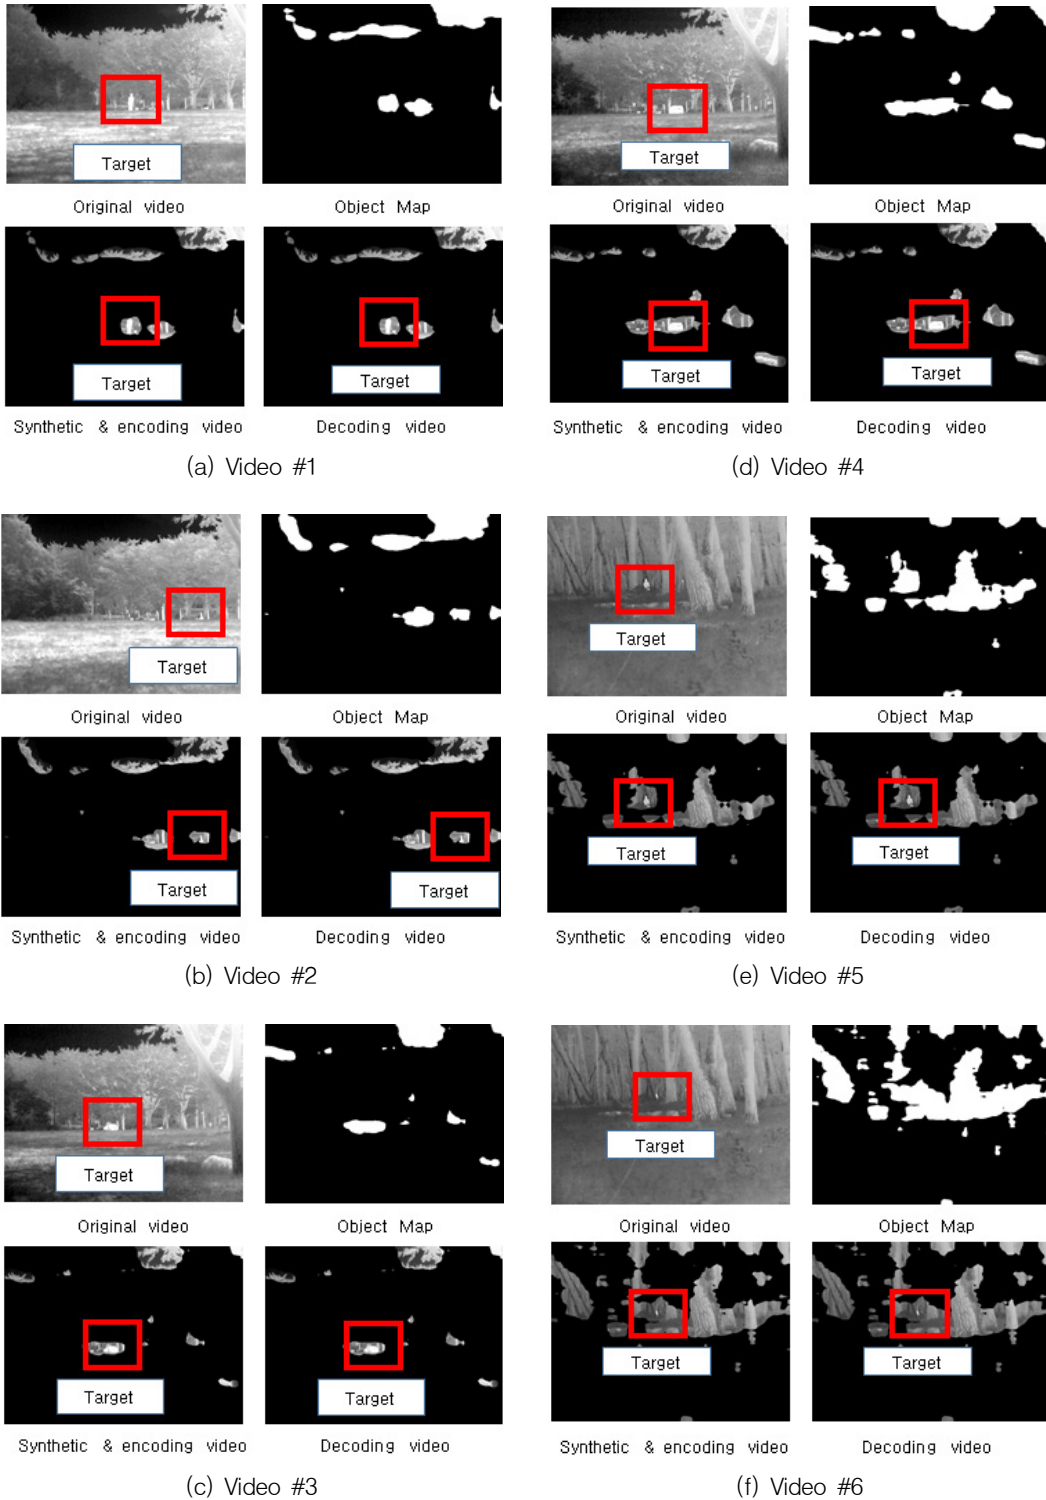 Target
Original video
Object Map
Target
Target
Synthetic & encoding video
Decoding video
(a) Video #1
Target
Original video
Object Map
Target
Target
Synthetic & encoding video
Decoding video
(b) Video #2
Target
Original video
Object Map
Target
Target
Synthetic & encoding video
Decoding video
(c) Video #3
Target
Original video
Object Map
Target
Target
Synthetic & encoding video
Decoding video
(d) Video #4
Target
Original video
Object Map
Target
Target
Synthetic & encoding video
Decoding video
(e) Video #5
Target
Original video
Object Map
Target
Target
Synthetic & encoding video
Decoding video
(f) Video #6